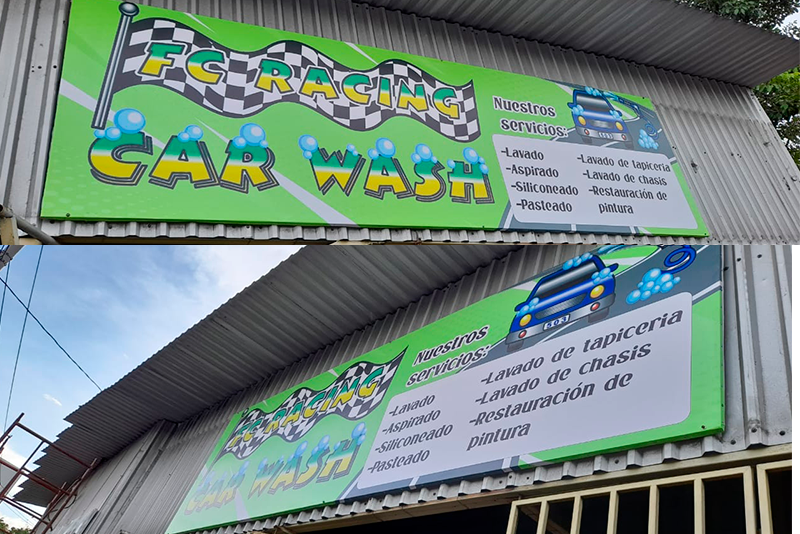 FC RACING
CAR WASH
Nuestros
servicios:
-Lavado
-Aspirado
-Siliconeado
-Pasteado
-Lavado de tapiceria
-Lavado de chasis
-Restauración de
pintura
FC RACING
CAR WASH
Nuestros
servicios:
503
-Lavado
-Aspirado
-Siliconeado
-Pasteado
-Lavado de tapiceria
-Lavado de chasis
-Restauración de
pintura